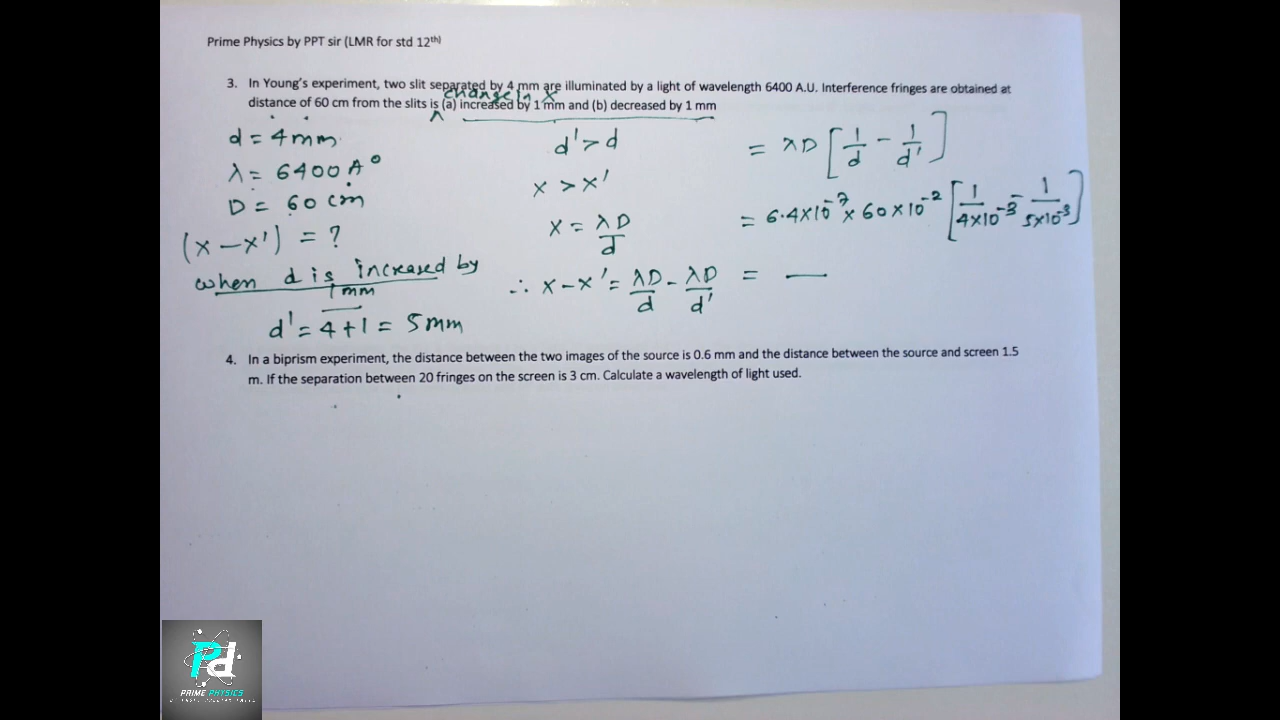 Prime Physics by PPT sir (LMR for std 12th)
3. In Young's experiment, two slit separated by 4 mm are illuminated by a light of wavelength 6400 A.U. Interference fringes are obtained at
change in x
distance of 60 cm from the slits is (a) increased by 1 mm and (b) decreased by 1 mm
d = 4mm
λ = 6400 A°
D = 60 cm
(x - x') = ?
when d is increased by
1mm
d' = 4+1 = 5mm
d' > d
x > x'
x = λD/d
∴ x - x' = λD/d - λD/d'
= λD [1/d - 1/d']
= 6.4×10⁻⁷ × 60×10⁻² [1/4×10⁻³ - 1/5×10⁻³]
= —
4. In a biprism experiment, the distance between the two images of the source is 0.6 mm and the distance between the source and screen 1.5
m. If the separation between 20 fringes on the screen is 3 cm. Calculate a wavelength of light used.
Pd
PRIME PHYSICS